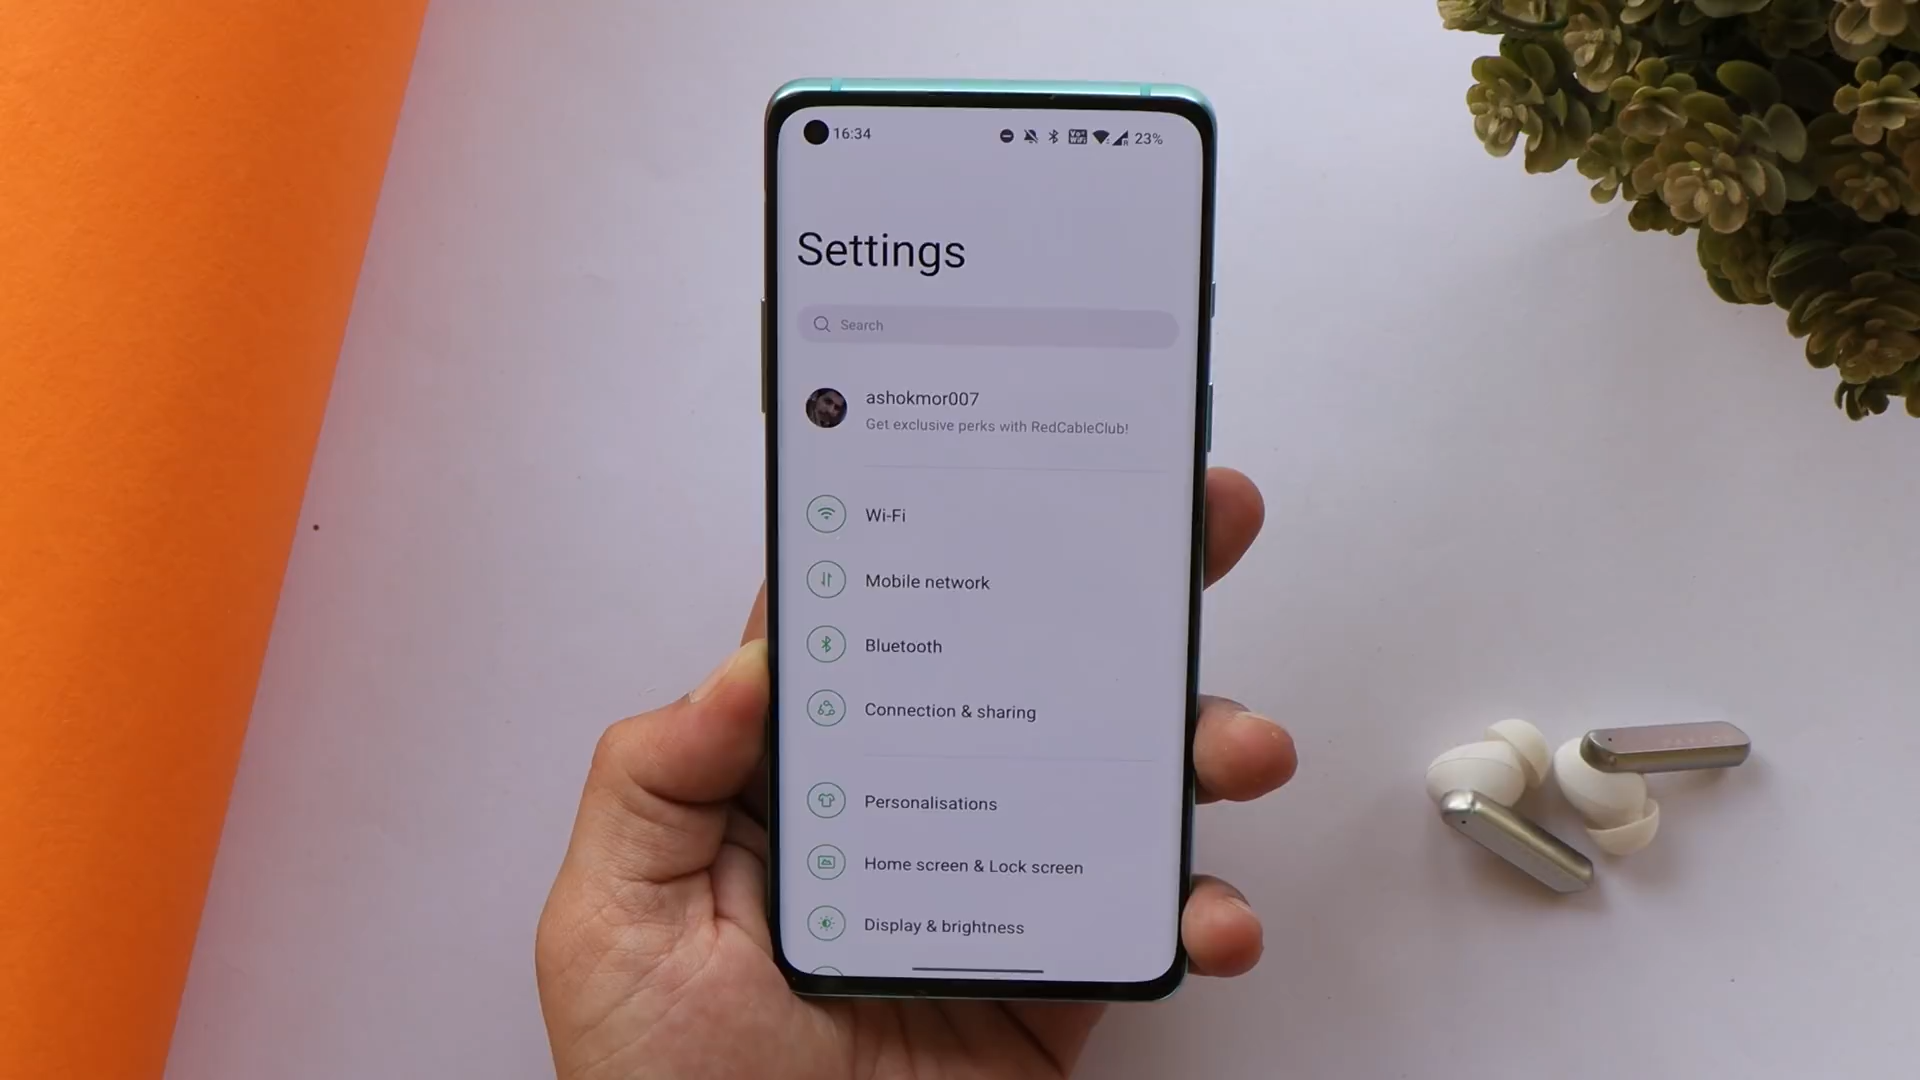 16:34
23%
Settings
Search
ashokmor007
Get exclusive perks with RedCableClub!
Wi-Fi
Mobile network
Bluetooth
Connection & sharing
Personalisations
Home screen & Lock screen
Display & brightness